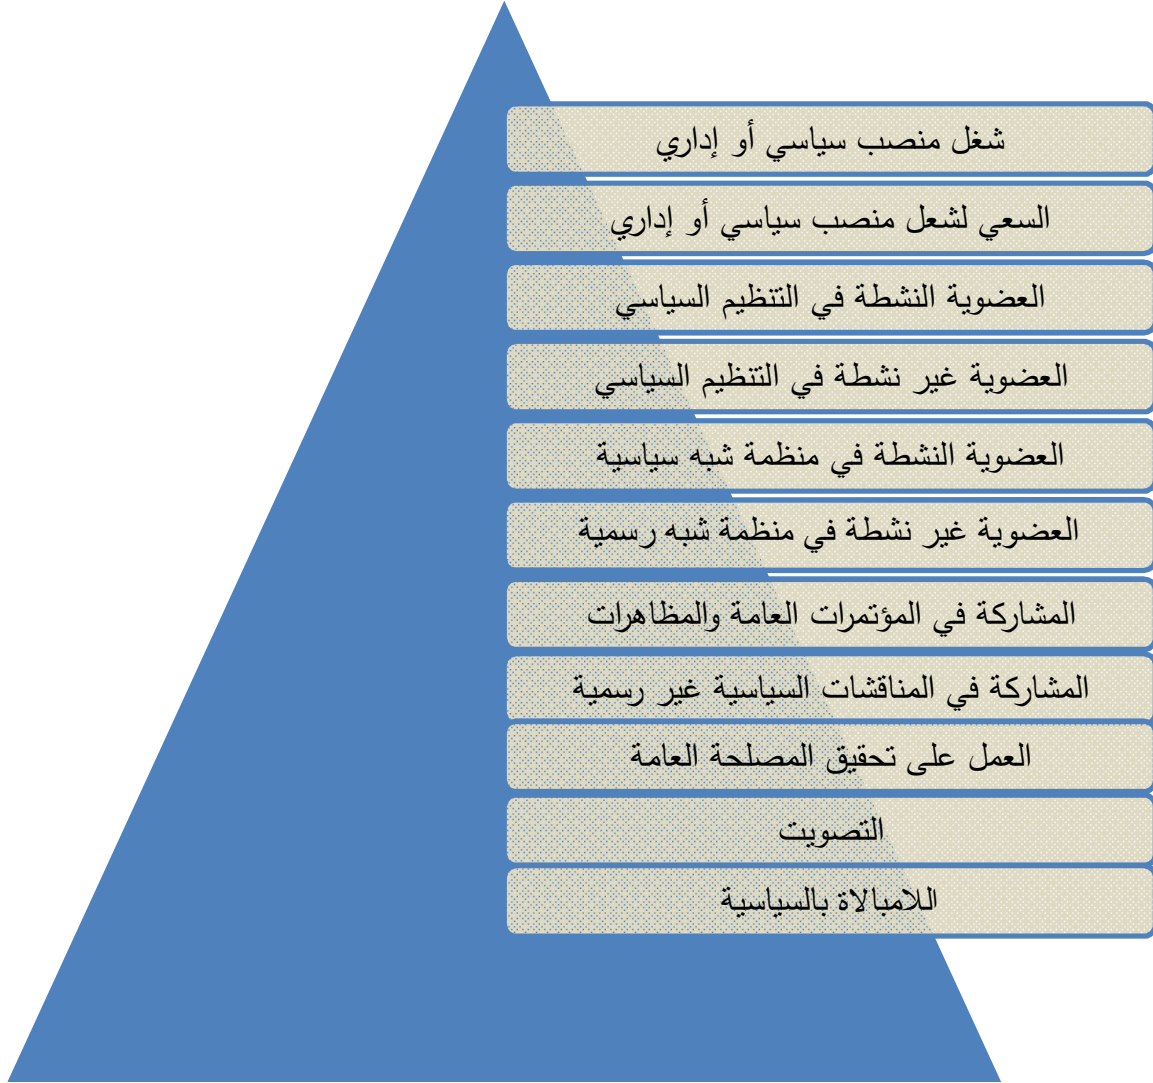 شغل منصب سياسي أو إداري
السعي لشعل منصب سياسي أو إداري
العضوية النشطة في التنظيم السياسي
العضوية غير نشطة في التنظيم السياسي
العضوية النشطة في منظمة شبه سياسية
العضوية غير نشطة في منظمة شبه رسمية
المشاركة في المؤتمرات العامة والمظاهرات
المشاركة في المناقشات السياسية غير رسمية
العمل على تحقيق المصلحة العامة
التصويت
اللامبالاة بالسياسية